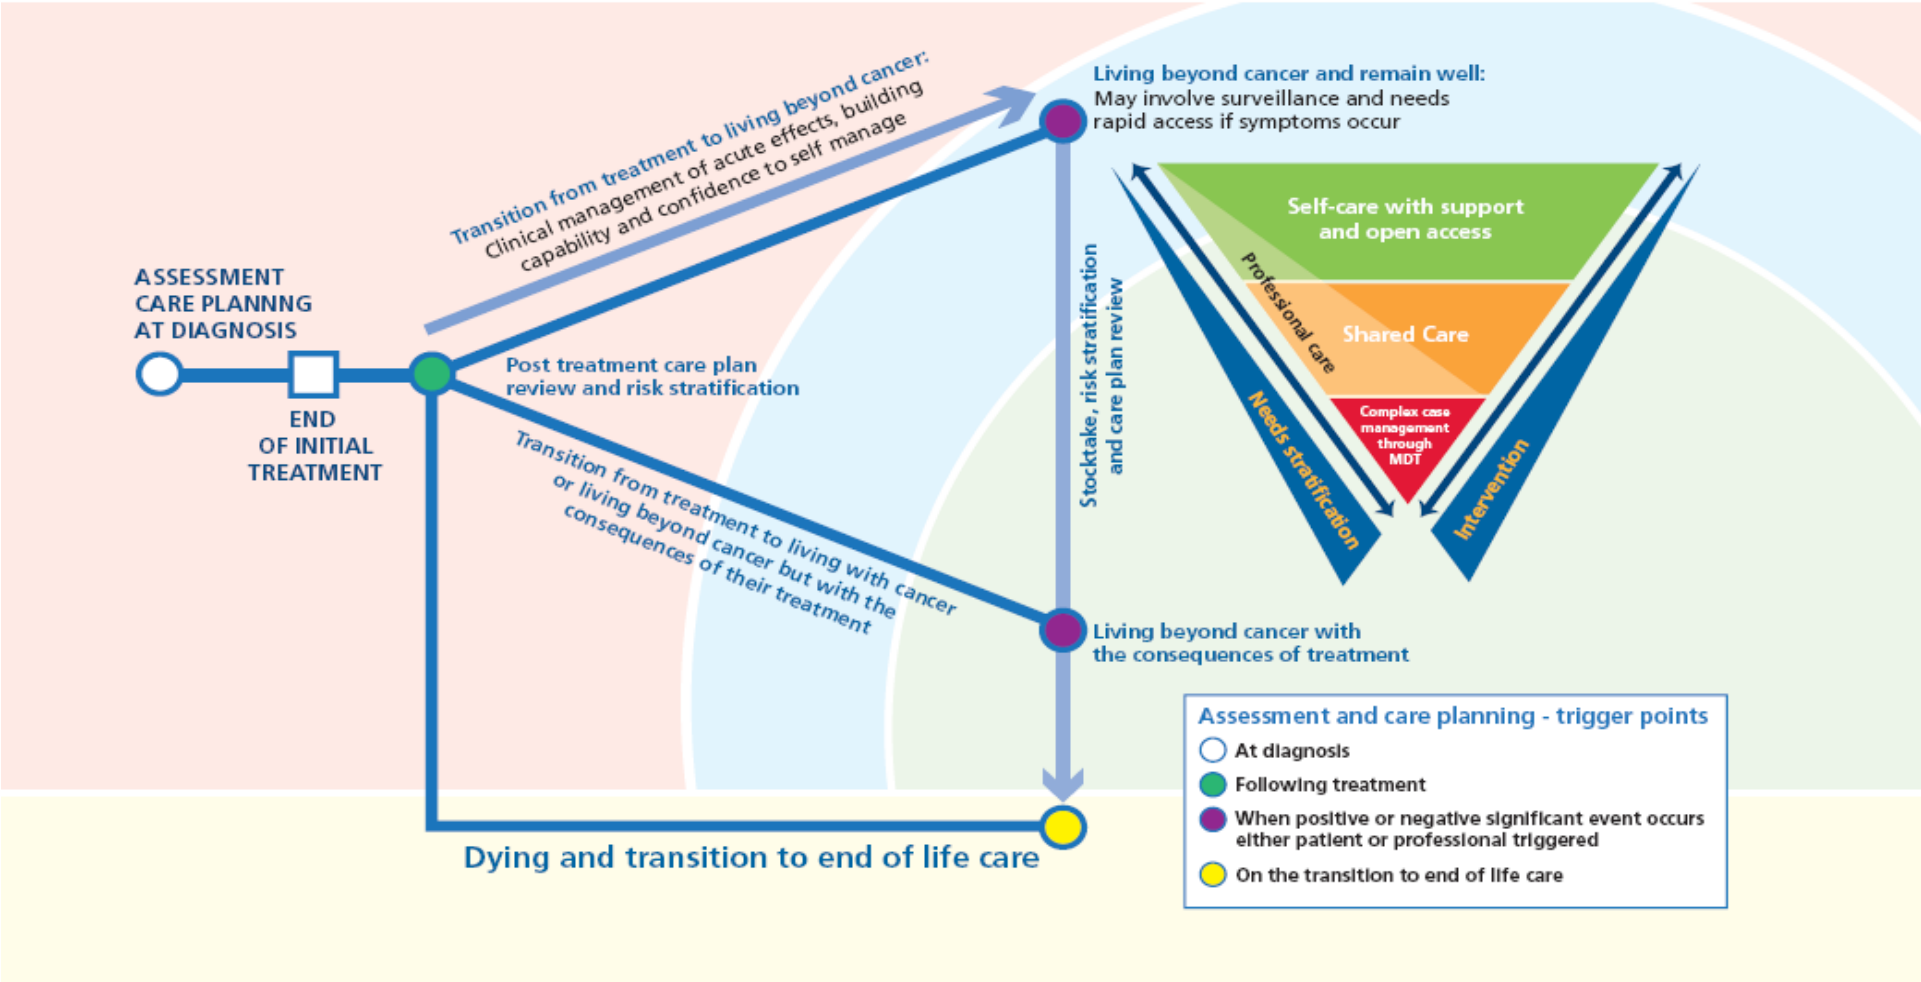 ASSESSMENT
CARE PLANNNG
AT DIAGNOSIS
END
OF INITIAL
TREATMENT
Transition from treatment to living beyond cancer:
Clinical management of acute effects, building
capability and confidence to self manage
Post treatment care plan
review and risk stratification
Transition from treatment to living with cancer
or living beyond cancer but with the
consequences of their treatment
Living beyond cancer and remain well:
May involve surveillance and needs
rapid access if symptoms occur
Stocktake, risk stratification
and care plan review
Self-care with support
and open access
Professional care
Shared Care
Complex case
management
through
MDT
Needs stratification
Intervention
Living beyond cancer with
the consequences of treatment
Dying and transition to end of life care
Assessment and care planning - trigger points
At diagnosis
Following treatment
When positive or negative significant event occurs
either patient or professional triggered
On the transition to end of life care